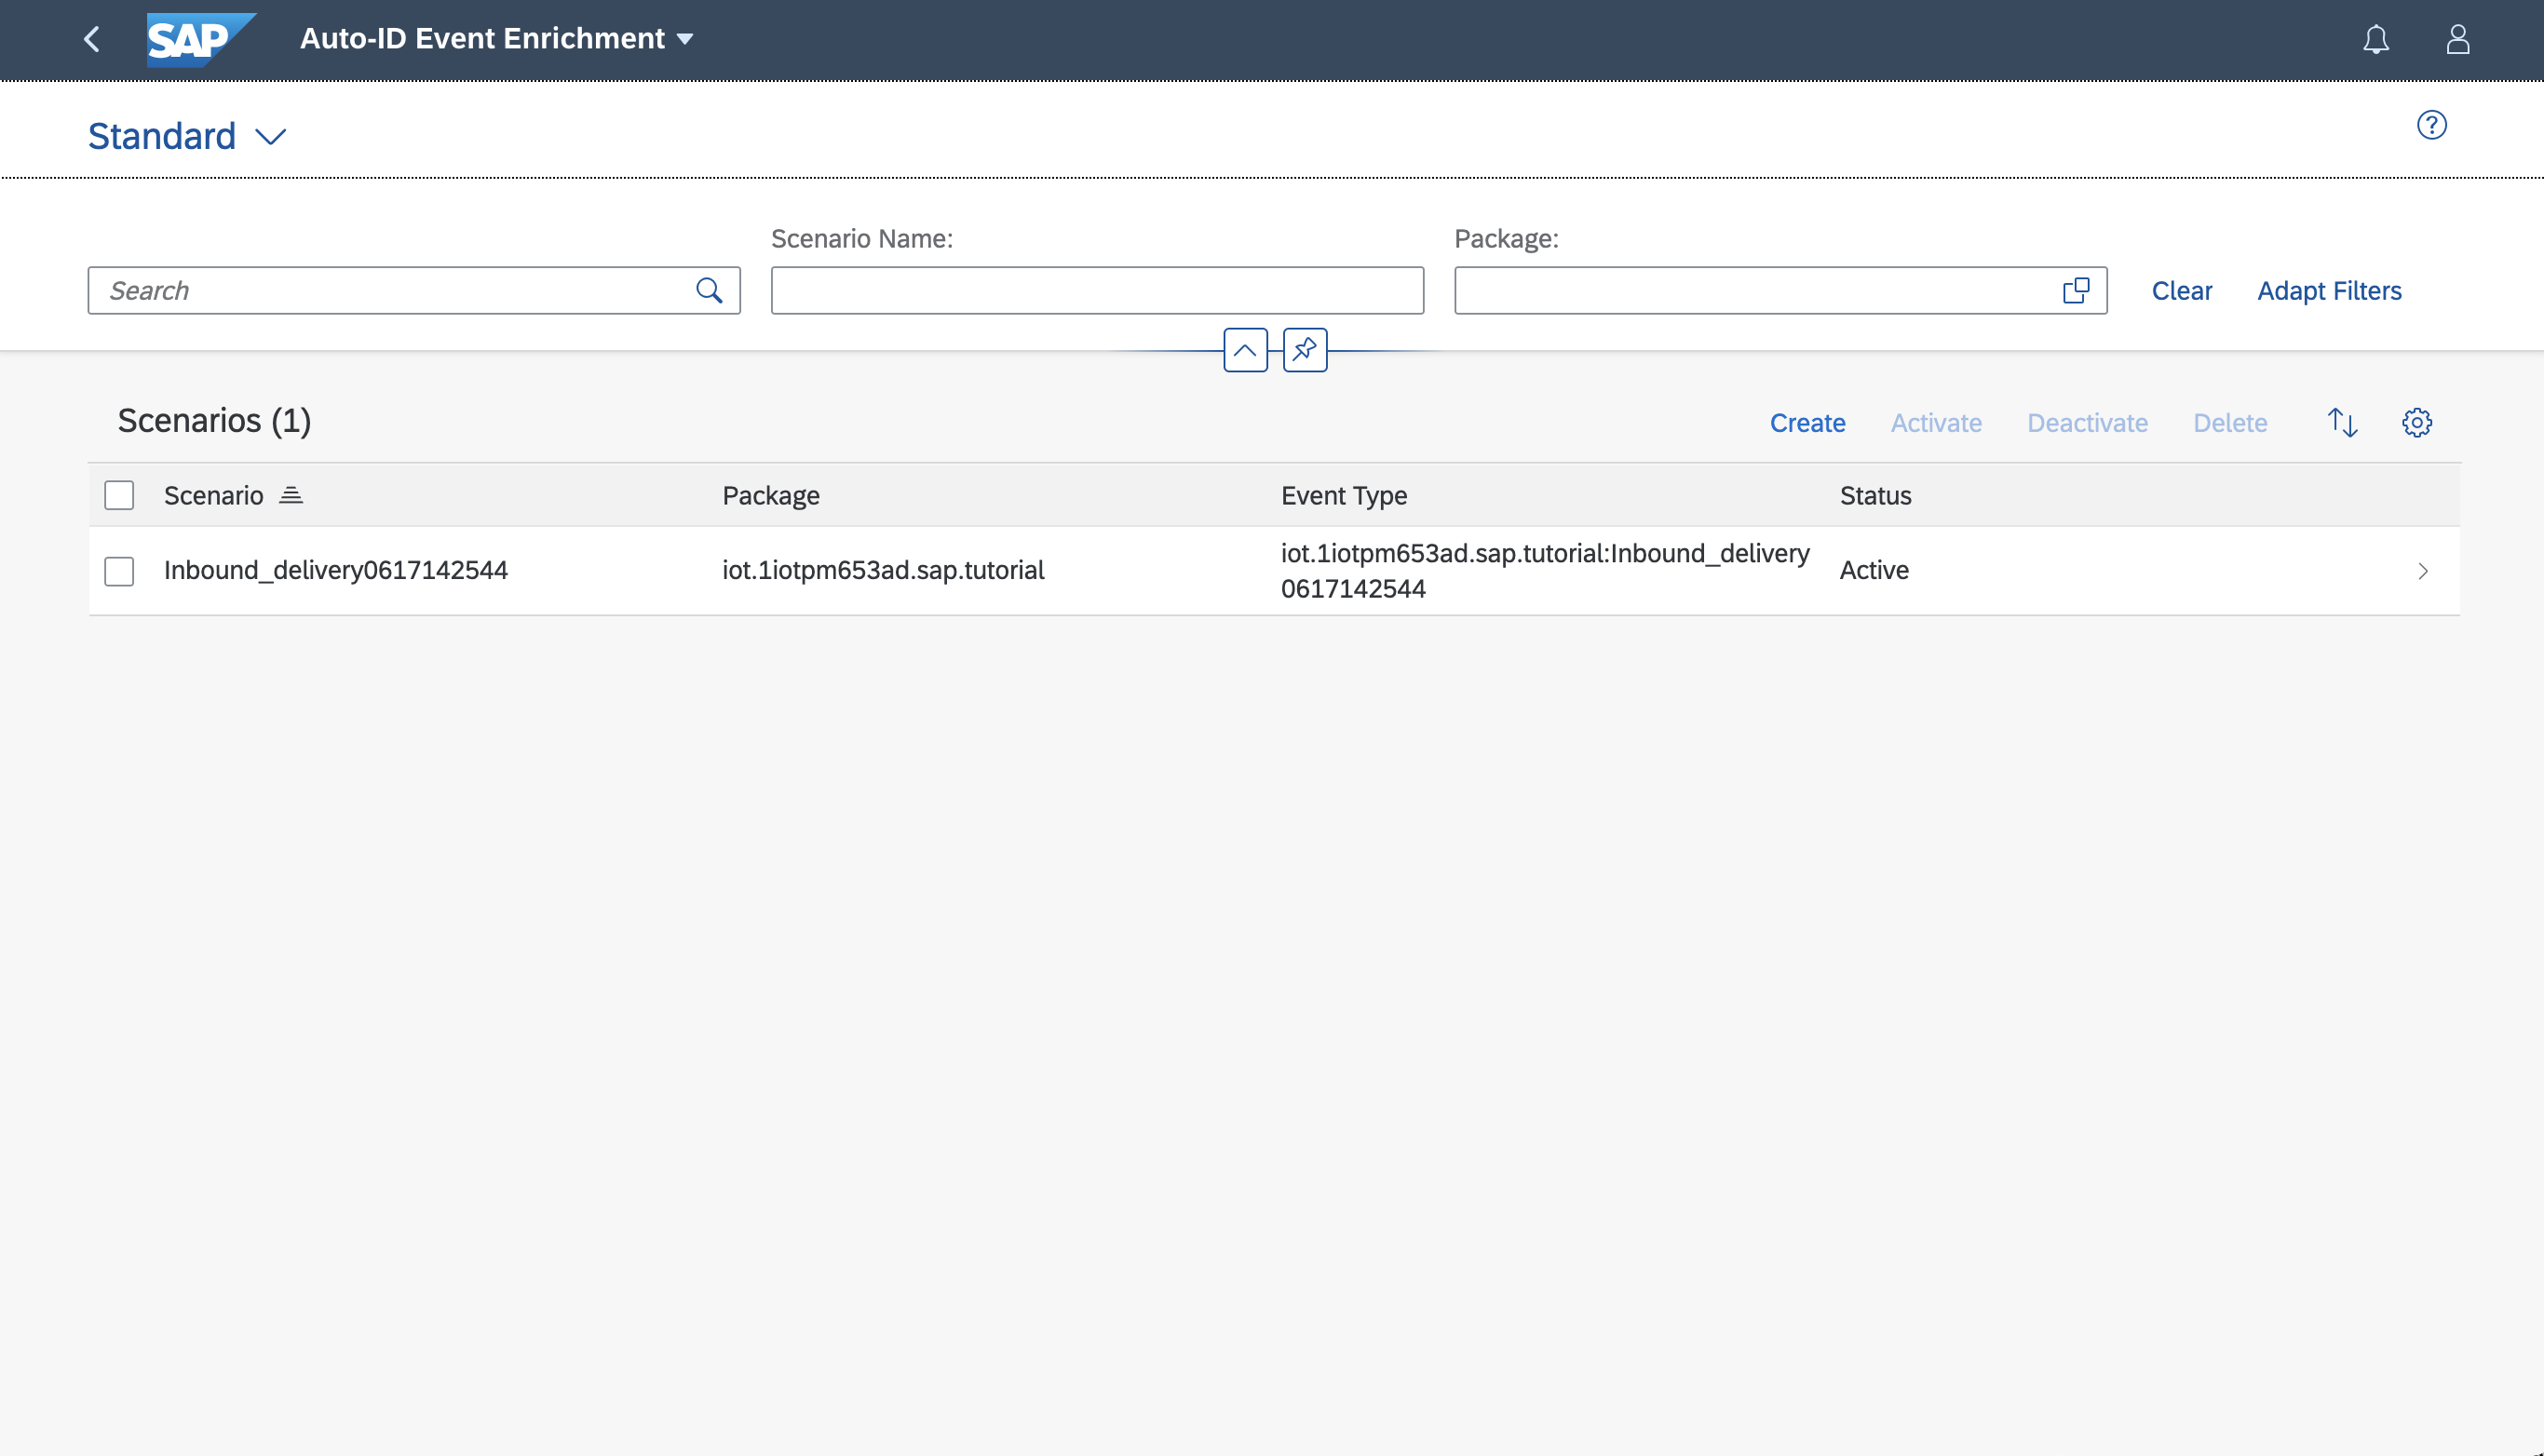 SAP Auto-ID Event Enrichment
Standard
Scenario Name: Package:
Search Clear Adapt Filters
Scenarios (1) Create Activate Deactivate Delete
Scenario Package Event Type Status
Inbound_delivery0617142544 iot.1iotpm653ad.sap.tutorial iot.1iotpm653ad.sap.tutorial:Inbound_delivery Active
0617142544